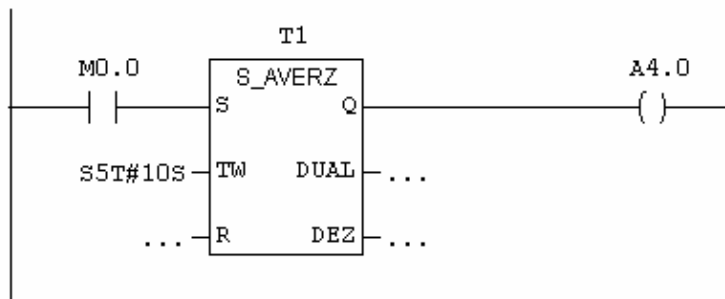 T1
M0.0 S_AVERZ A4.0
S Q
S5T#10S TW DUAL ...
... R DEZ ...